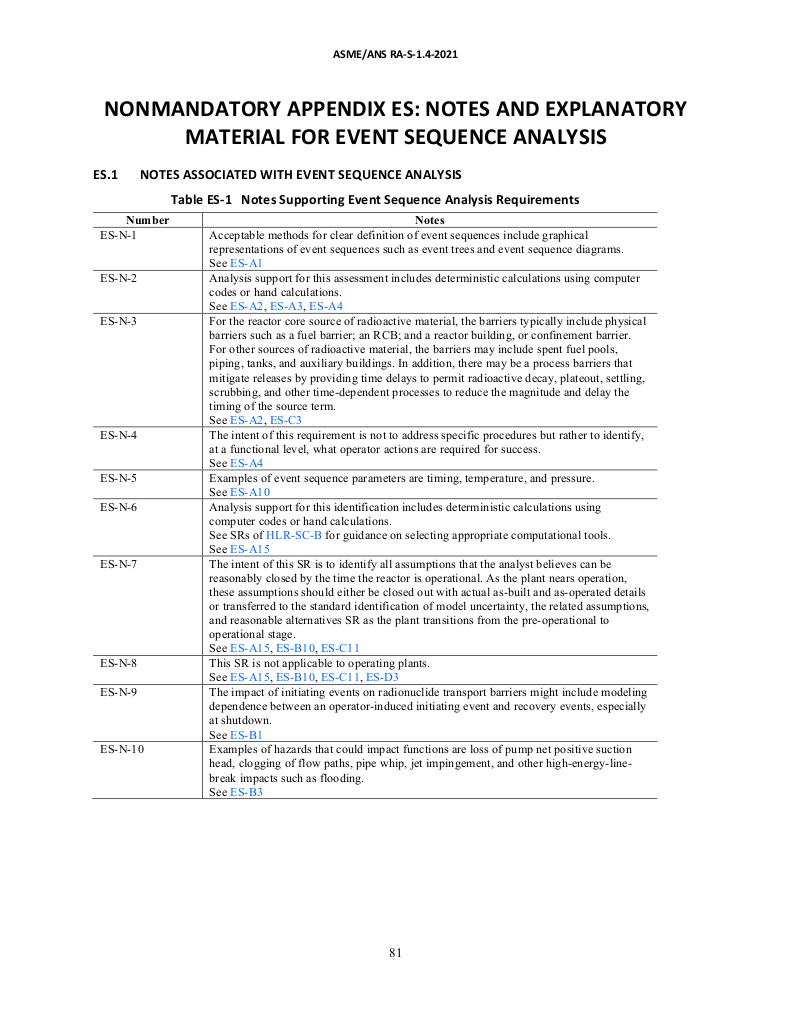 ASME/ANS RA-S-1.4-2021
NONMANDATORY APPENDIX ES: NOTES AND EXPLANATORY
MATERIAL FOR EVENT SEQUENCE ANALYSIS
ES.1 NOTES ASSOCIATED WITH EVENT SEQUENCE ANALYSIS
Table ES-1 Notes Supporting Event Sequence Analysis Requirements
Number Notes
ES-N-1 Acceptable methods for clear definition of event sequences include graphical
representations of event sequences such as event trees and event sequence diagrams.
See ES-A1
ES-N-2 Analysis support for this assessment includes deterministic calculations using computer
codes or hand calculations.
See ES-A2, ES-A3, ES-A4
ES-N-3 For the reactor core source of radioactive material, the barriers typically include physical
barriers such as a fuel barrier; an RCB; and a reactor building, or confinement barrier.
For other sources of radioactive material, the barriers may include spent fuel pools,
piping, tanks, and auxiliary buildings. In addition, there may be a process barriers that
mitigate releases by providing time delays to permit radioactive decay, plateout, settling,
scrubbing, and other time-dependent processes to reduce the magnitude and delay the
timing of the source term.
See ES-A2, ES-C3
ES-N-4 The intent of this requirement is not to address specific procedures but rather to identify,
at a functional level, what operator actions are required for success.
See ES-A4
ES-N-5 Examples of event sequence parameters are timing, temperature, and pressure.
See ES-A10
ES-N-6 Analysis support for this identification includes deterministic calculations using
computer codes or hand calculations.
See SRs of HLR-SC-B for guidance on selecting appropriate computational tools.
See ES-A15
ES-N-7 The intent of this SR is to identify all assumptions that the analyst believes can be
reasonably closed by the time the reactor is operational. As the plant nears operation,
these assumptions should either be closed out with actual as-built and as-operated details
or transferred to the standard identification of model uncertainty, the related assumptions,
and reasonable alternatives SR as the plant transitions from the pre-operational to
operational stage.
See ES-A15, ES-B10, ES-C11
ES-N-8 This SR is not applicable to operating plants.
See ES-A15, ES-B10, ES-C11, ES-D3
ES-N-9 The impact of initiating events on radionuclide transport barriers might include modeling
dependence between an operator-induced initiating event and recovery events, especially
at shutdown.
See ES-B1
ES-N-10 Examples of hazards that could impact functions are loss of pump net positive suction
head, clogging of flow paths, pipe whip, jet impingement, and other high-energy-line-
break impacts such as flooding.
See ES-B3
81